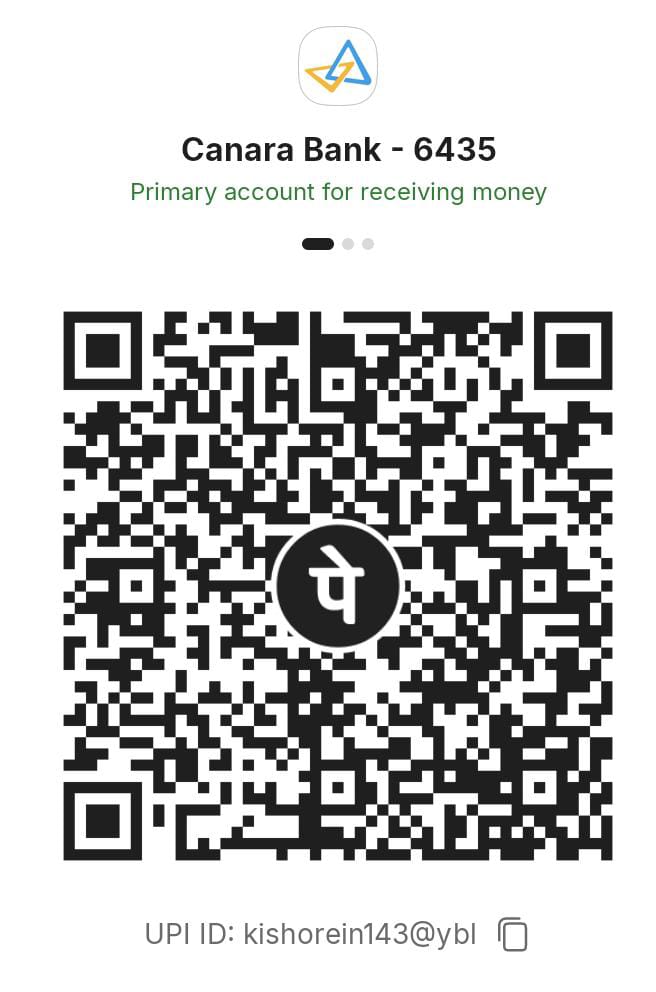 Canara Bank - 6435
Primary account for receiving money
पे
UPI ID: kishorein143@ybl